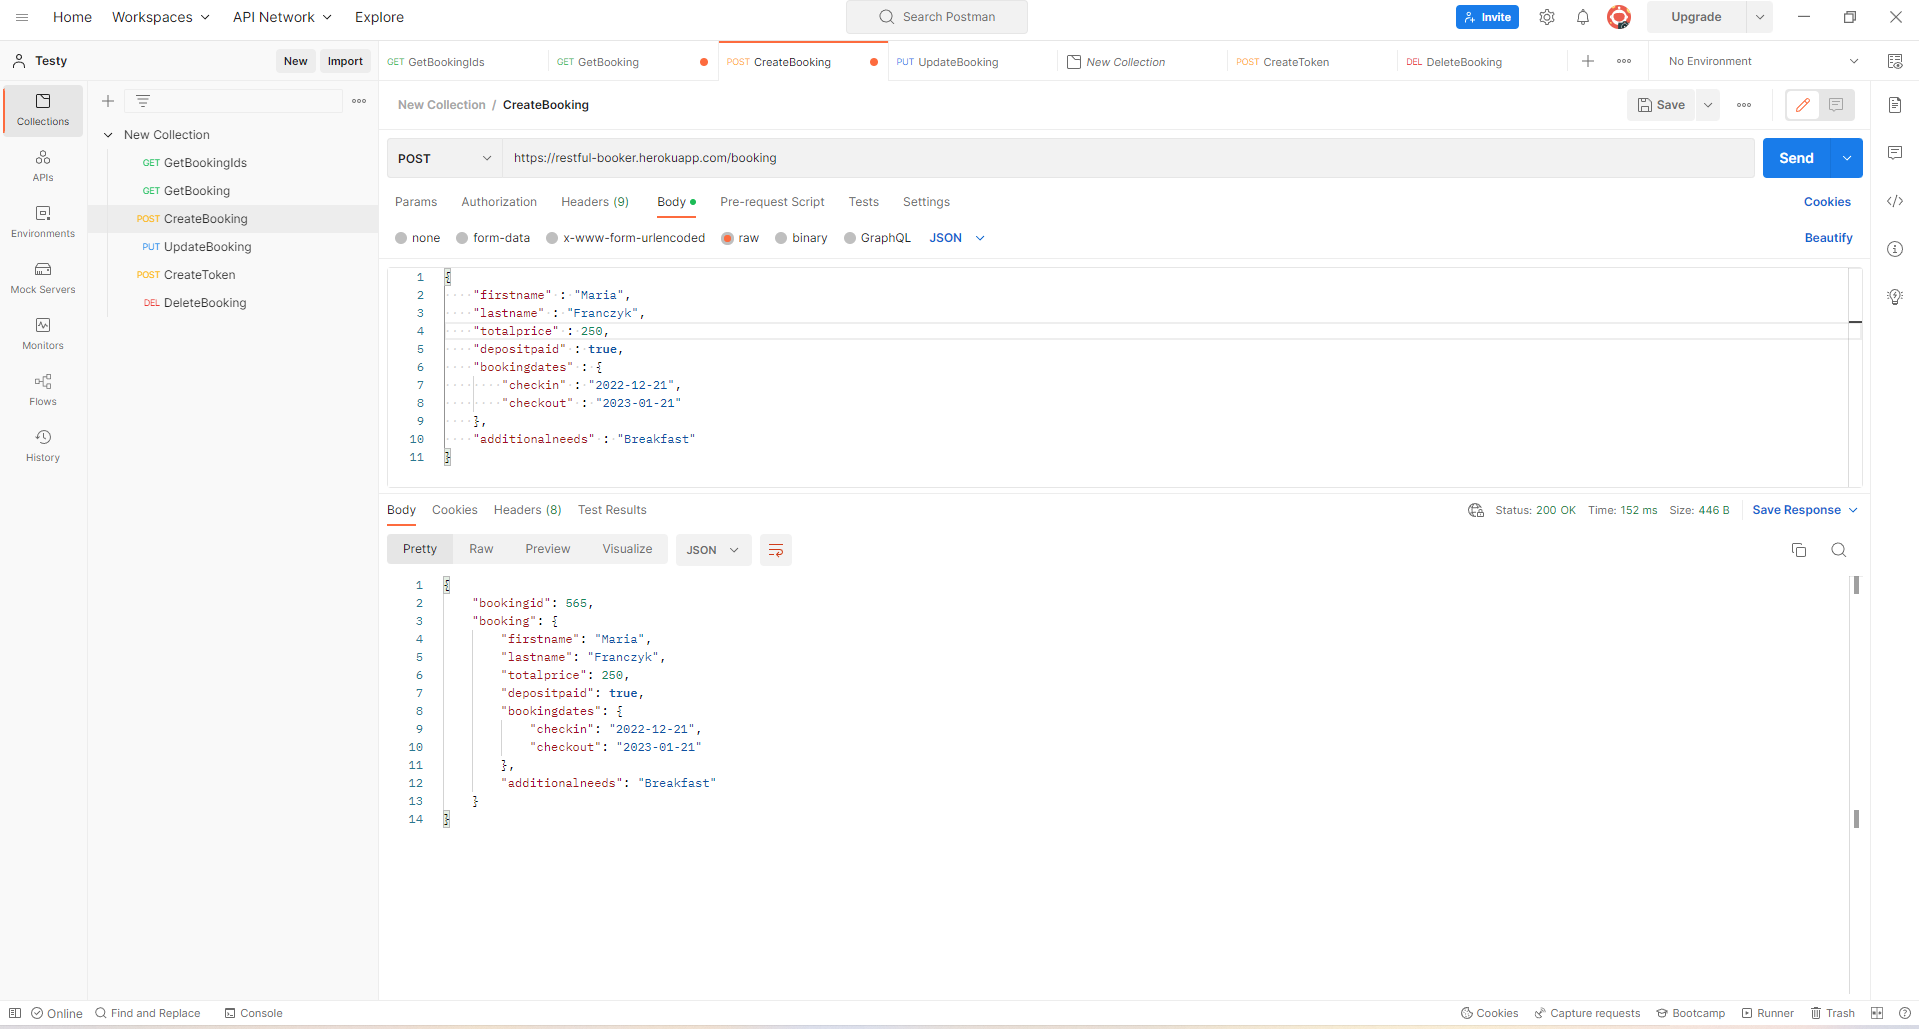 Home Workspaces API Network Explore Search Postman Invite Upgrade
Testy New Import GET GetBookingIds GET GetBooking POST CreateBooking PUT UpdateBooking New Collection POST CreateToken DEL DeleteBooking No Environment
Collections
APIs
Environments
Mock Servers
Monitors
Flows
History
New Collection
GET GetBookingIds
GET GetBooking
POST CreateBooking
PUT UpdateBooking
POST CreateToken
DEL DeleteBooking
New Collection / CreateBooking Save
POST https://restful-booker.herokuapp.com/booking Send
Params Authorization Headers (9) Body Pre-request Script Tests Settings Cookies
none form-data x-www-form-urlencoded raw binary GraphQL JSON Beautify
1 {
2 "firstname" : "Maria",
3 "lastname" : "Franczyk",
4 "totalprice" : 250,
5 "depositpaid" : true,
6 "bookingdates" : {
7 "checkin" : "2022-12-21",
8 "checkout" : "2023-01-21"
9 },
10 "additionalneeds" : "Breakfast"
11 }
Body Cookies Headers (8) Test Results Status: 200 OK Time: 152 ms Size: 446 B Save Response
Pretty Raw Preview Visualize JSON
1 {
2 "bookingid": 565,
3 "booking": {
4 "firstname": "Maria",
5 "lastname": "Franczyk",
6 "totalprice": 250,
7 "depositpaid": true,
8 "bookingdates": {
9 "checkin": "2022-12-21",
10 "checkout": "2023-01-21"
11 },
12 "additionalneeds": "Breakfast"
13 }
14 }
Online Find and Replace Console Cookies Capture requests Bootcamp Runner Trash